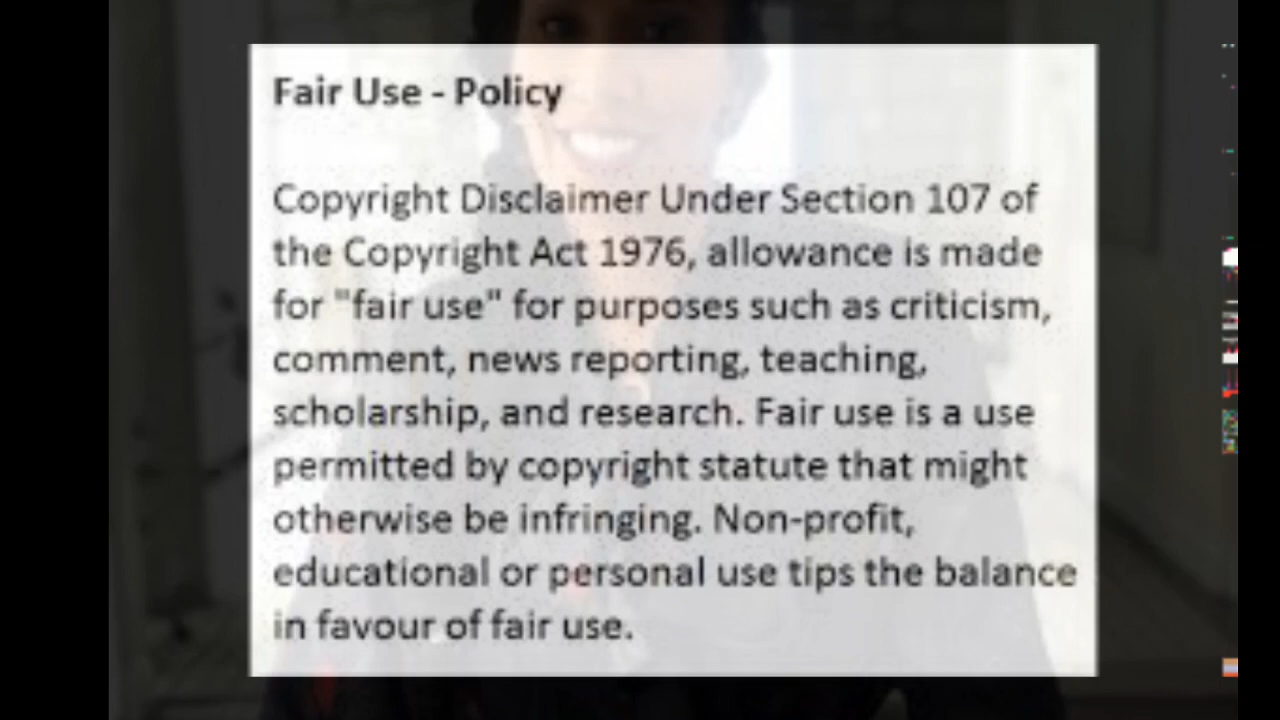 Fair Use - Policy
Copyright Disclaimer Under Section 107 of
the Copyright Act 1976, allowance is made
for "fair use" for purposes such as criticism,
comment, news reporting, teaching,
scholarship, and research. Fair use is a use
permitted by copyright statute that might
otherwise be infringing. Non-profit,
educational or personal use tips the balance
in favour of fair use.